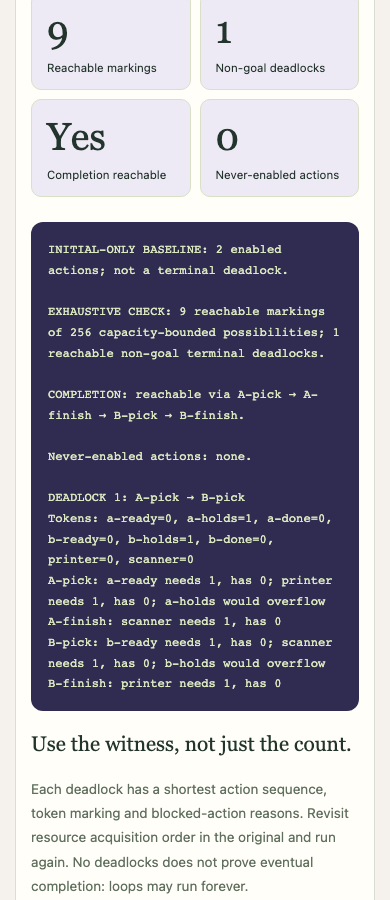 9
Reachable markings
1
Non-goal deadlocks
Yes
Completion reachable
0
Never-enabled actions
INITIAL-ONLY BASELINE: 2 enabled
actions; not a terminal deadlock.
EXHAUSTIVE CHECK: 9 reachable markings
of 256 capacity-bounded possibilities; 1
reachable non-goal terminal deadlocks.
COMPLETION: reachable via A-pick → A-
finish → B-pick → B-finish.
Never-enabled actions: none.
DEADLOCK 1: A-pick → B-pick
Tokens: a-ready=0, a-holds=1, a-done=0,
b-ready=0, b-holds=1, b-done=0,
printer=0, scanner=0
A-pick: a-ready needs 1, has 0; printer
needs 1, has 0; a-holds would overflow
A-finish: scanner needs 1, has 0
B-pick: b-ready needs 1, has 0; scanner
needs 1, has 0; b-holds would overflow
B-finish: printer needs 1, has 0
Use the witness, not just the count.
Each deadlock has a shortest action sequence,
token marking and blocked-action reasons. Revisit
resource acquisition order in the original and run
again. No deadlocks does not prove eventual
completion: loops may run forever.